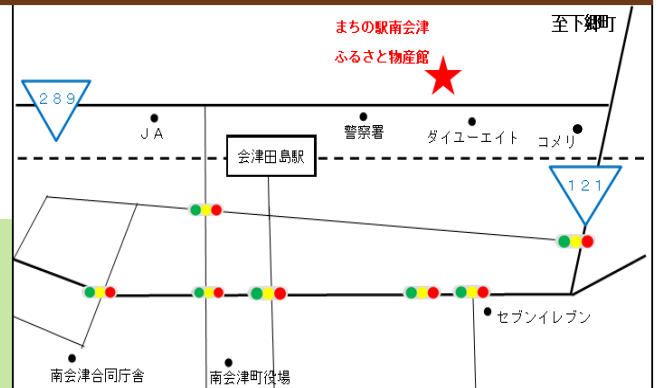 まちの駅南会津
ふるさと物産館
至下郷町
289
JA
警察署
ダイユーエイト
コメリ
会津田島駅
121
セブンイレブン
南会津合同庁舎
南会津町役場